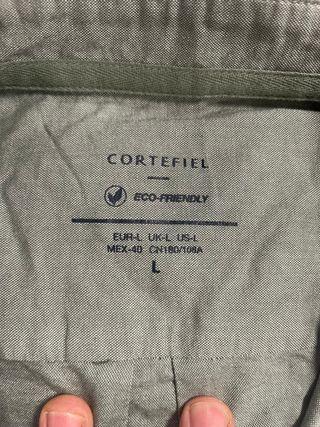 CORTEFIEL
ECO-FRIENDLY
EUR-L UK-L US-L
MEX-40 CN180/108A
L